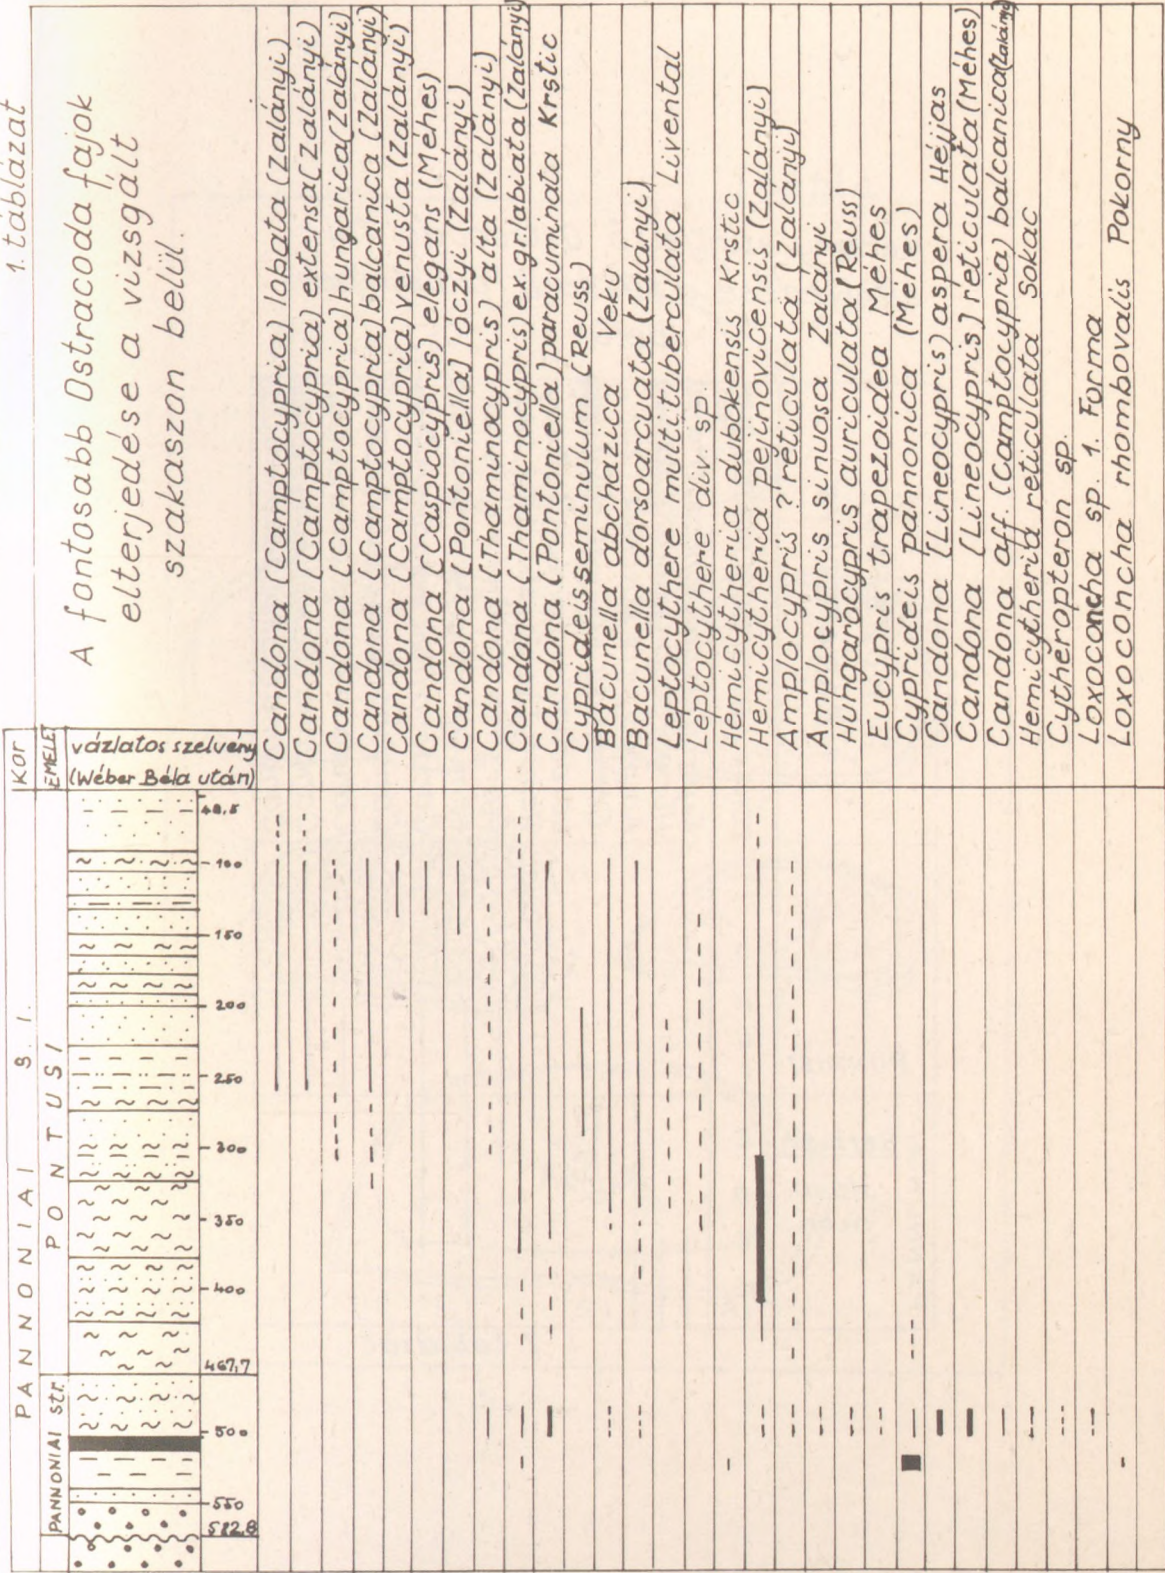 1. táblázat
A fontosabb Ostracoda fajok
elterjedése a vizsgált
szakaszon belül.
KOR
EMELET
vázlatos szelvény
(Wéber Béla után)
Candona (Camptocypria) lobata (Zalányi)
Candona (Camptocypria) extensa (Zalányi)
Candona (Camptocypria) hungarica (Zalányi)
Candona (Camptocypria) balcanica (Zalányi)
Candona (Camptocypria) venusta (Zalányi)
Candona (Caspiocypris) elegans (Méhes)
Candona (Pontoniella) lóczyi (Zalányi)
Candona (Thaminocypris) alta (Zalányi)
Candona (Thaminocypris) ex.gr. labiata (Zalányi)
Candona (Pontoniella) paracuminata Krstic
Cyprideis seminulum (Reuss)
Bacunella abchazica Veku
Bacunella dorsoarcuata (Zalányi)
Leptocythere multituberculata Livental
Leptocythere div. sp.
Hemicytheria dubokensis Krstic
Hemicytheria pejinovicensis (Zalányi)
Amplocypris ? reticulata (Zalányi)
Amplocypris sinuosa Zalányi
Hungarocypris auriculata (Reuss)
Eucypris trapezoidea Méhes
Cyprideis pannonica (Méhes)
Candona (Lineocypris) aspera Héjjas
Candona (Lineocypris) reticulata (Méhes)
Candona aff. (Camptocypria) balcanica (Zalányi)
Hemicytheria reticulata Sokac
Cytheropteron sp.
Loxoconcha sp. 1. Forma
Loxoconcha rhombovalis Pokorny
PANNONIAI s. l.
PONTUSI
PANNONIAI str.
48,5
100
150
200
250
300
350
400
467,7
500
550
572,8